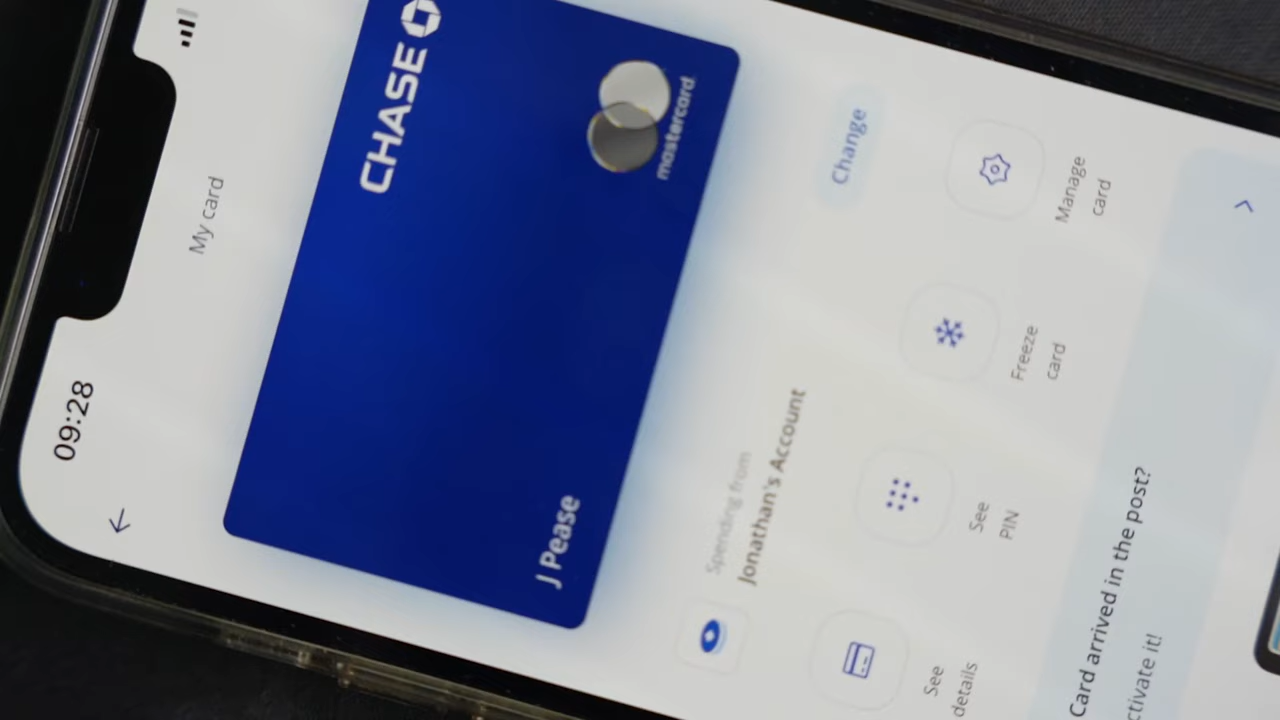 09:28
My card
CHASE
mastercard
J Pease
Spending from
Jonathan's Account
Change
See
details
See
PIN
Freeze
card
Manage
card
Card arrived in the post?
ctivate it!